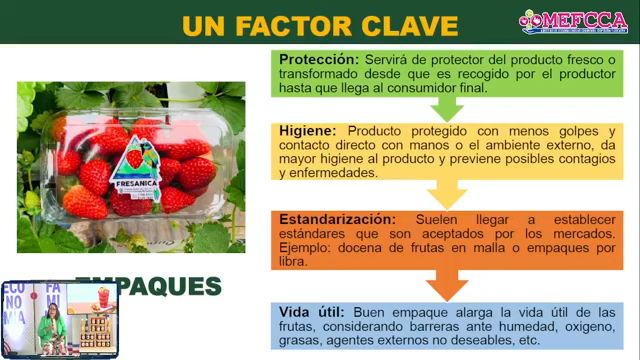 UN FACTOR CLAVE
MEFCCA
Protección: Servirá de protector del producto fresco o
transformado desde que es recogido por el productor
hasta que llega al consumidor final.
Higiene: Producto protegido con menos golpes y
contacto directo con manos o el ambiente externo, da
mayor higiene al producto y previene posibles contagios
y enfermedades.
FRESANICA
Estandarización: Suelen llegar a establecer
estándares que son aceptados por los mercados.
Ejemplo: docena de frutas en malla o empaques por
libra.
EMPAQUES
ECO
NO
MÍA
FA
MI
Vida útil: Buen empaque alarga la vida útil de las
frutas, considerando barreras ante humedad, oxigeno,
grasas, agentes externos no deseables, etc.